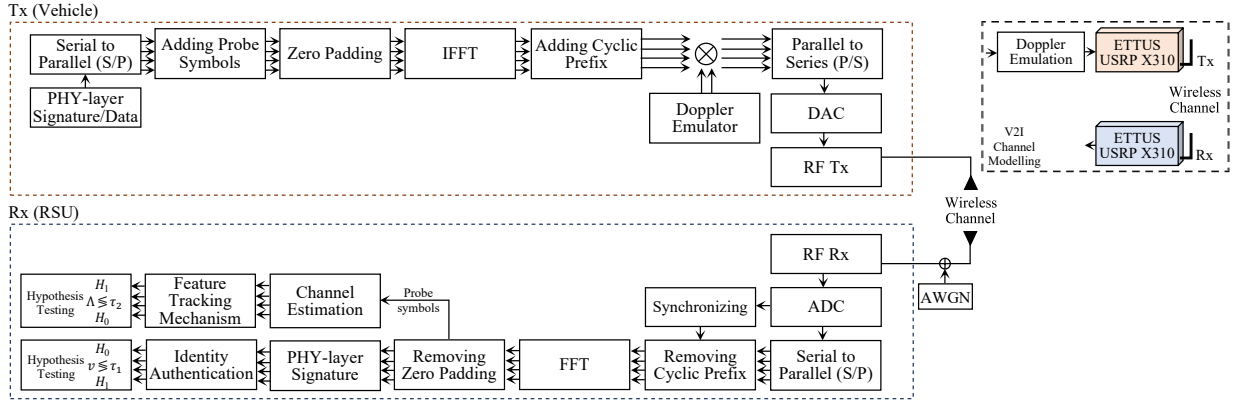 Tx (Vehicle)
Serial to
Parallel (S/P)
PHY-layer
Signature/Data
Adding Probe
Symbols
Zero Padding
IFFT
Adding Cyclic
Prefix
Doppler
Emulator
Parallel to
Series (P/S)
DAC
RF Tx
Doppler
Emulation
ETTUS
USRP X310
Tx
Wireless
Channel
V2I
Channel
Modelling
ETTUS
USRP X310
Rx
Wireless
Channel
AWGN
Rx (RSU)
RF Rx
ADC
Synchronizing
Serial to
Parallel (S/P)
Removing
Cyclic Prefix
FFT
Removing
Zero Padding
Probe
symbols
Channel
Estimation
Feature
Tracking
Mechanism
Hypothesis
Testing
H₁
Λ ≶ τ₂
H₀
PHY-layer
Signature
Identity
Authentication
Hypothesis
Testing
H₀
v ≶ τ₁
H₁